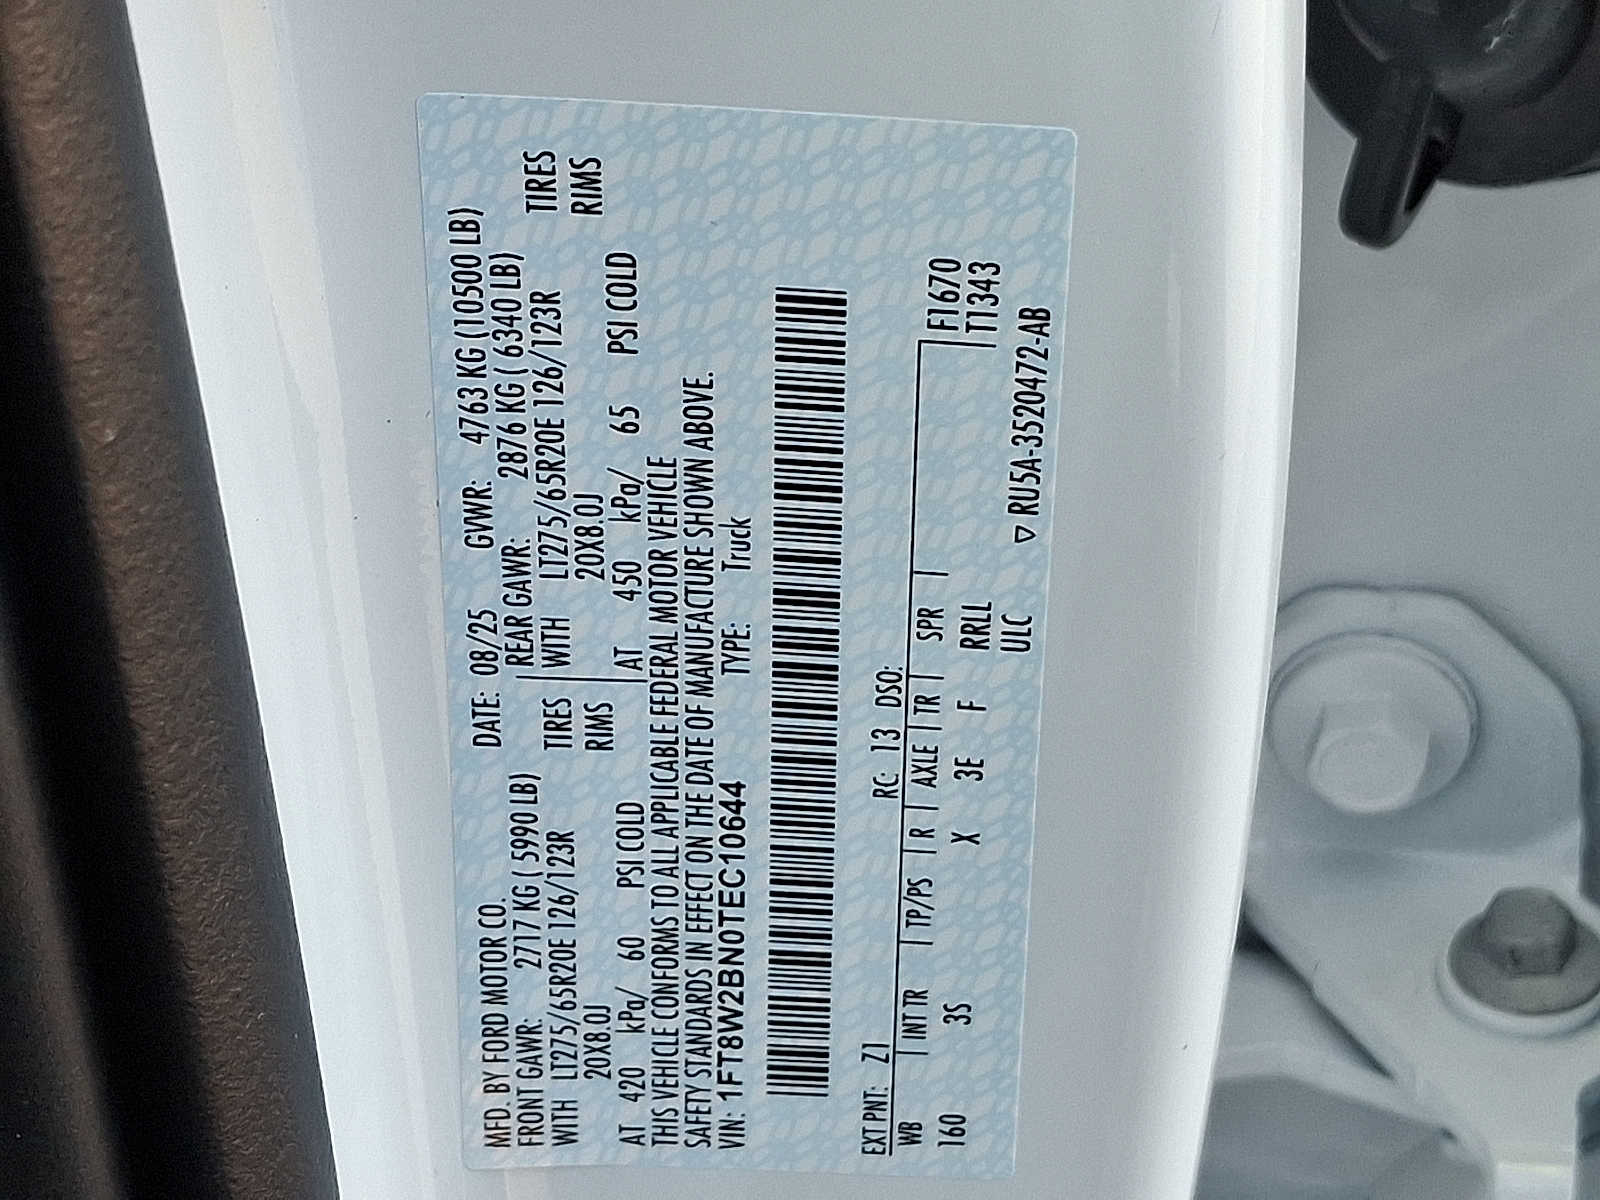 MFD. BY FORD MOTOR CO. DATE: 08/25 GVWR: 4763 KG (10500 LB)
FRONT GAWR: 2717 KG ( 5990 LB) REAR GAWR: 2876 KG ( 6340 LB)
WITH LT275/65R20E 126/123R TIRES WITH LT275/65R20E 126/123R TIRES
20X8.0J RIMS 20X8.0J RIMS
AT 420 kPa/ 60 PSI COLD AT 450 kPa/ 65 PSI COLD
THIS VEHICLE CONFORMS TO ALL APPLICABLE FEDERAL MOTOR VEHICLE
SAFETY STANDARDS IN EFFECT ON THE DATE OF MANUFACTURE SHOWN ABOVE.
VIN: 1FT8W2BN0TEC10644 TYPE: Truck
EXT PNT: Z1 RC: 13 DSO:
WB INT TR TP/PS R AXLE TR SPR F1670
160 3S X 3E F RRLL T1343
ULC ▽ RU5A-3520472-AB